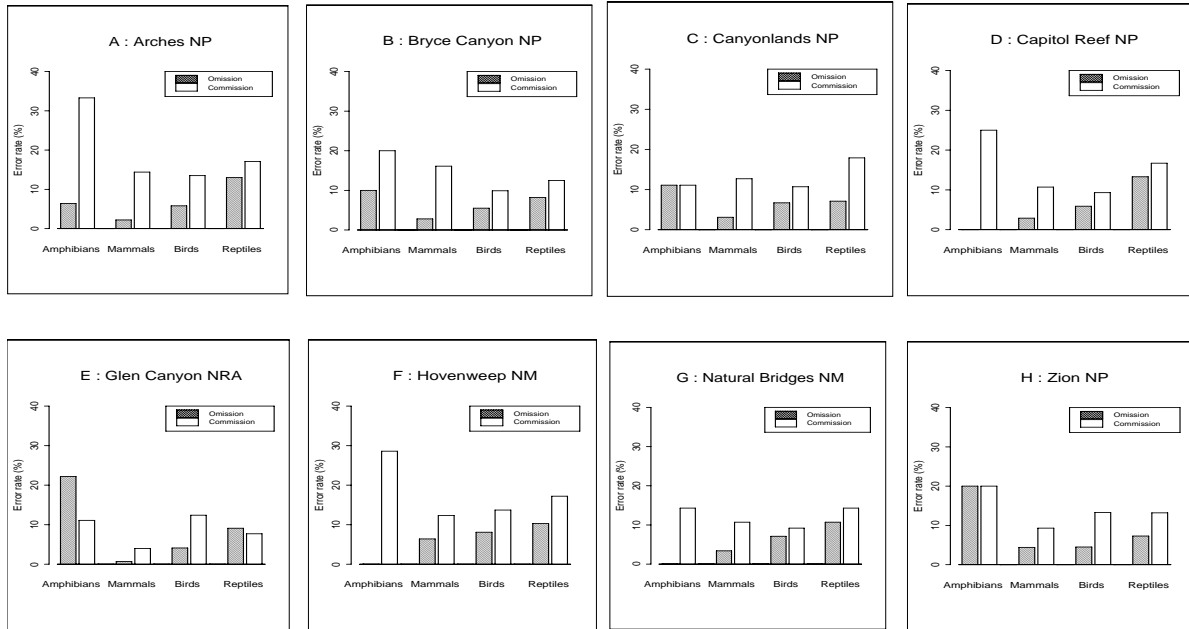 A : Arches NP
Omission
Commission
Error rate (%)
0 10 20 30 40
Amphibians Mammals Birds Reptiles
B : Bryce Canyon NP
Omission
Commission
Error rate (%)
0 10 20 30 40
Amphibians Mammals Birds Reptiles
C : Canyonlands NP
Omission
Commission
Error rate (%)
0 10 20 30 40
Amphibians Mammals Birds Reptiles
D : Capitol Reef NP
Omission
Commission
Error rate (%)
0 10 20 30 40
Amphibians Mammals Birds Reptiles
E : Glen Canyon NRA
Omission
Commission
Error rate (%)
0 10 20 30 40
Amphibians Mammals Birds Reptiles
F : Hovenweep NM
Omission
Commission
Error rate (%)
0 10 20 30 40
Amphibians Mammals Birds Reptiles
G : Natural Bridges NM
Omission
Commission
Error rate (%)
0 10 20 30 40
Amphibians Mammals Birds Reptiles
H : Zion NP
Omission
Commission
Error rate (%)
0 10 20 30 40
Amphibians Mammals Birds Reptiles